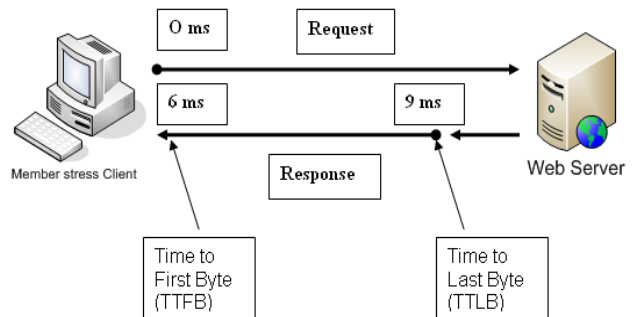 O ms
Request
6 ms
9 ms
Member stress Client
Web Server
Response
Time to
First Byte
(TTFB)
Time to
Last Byte
(TTLB)